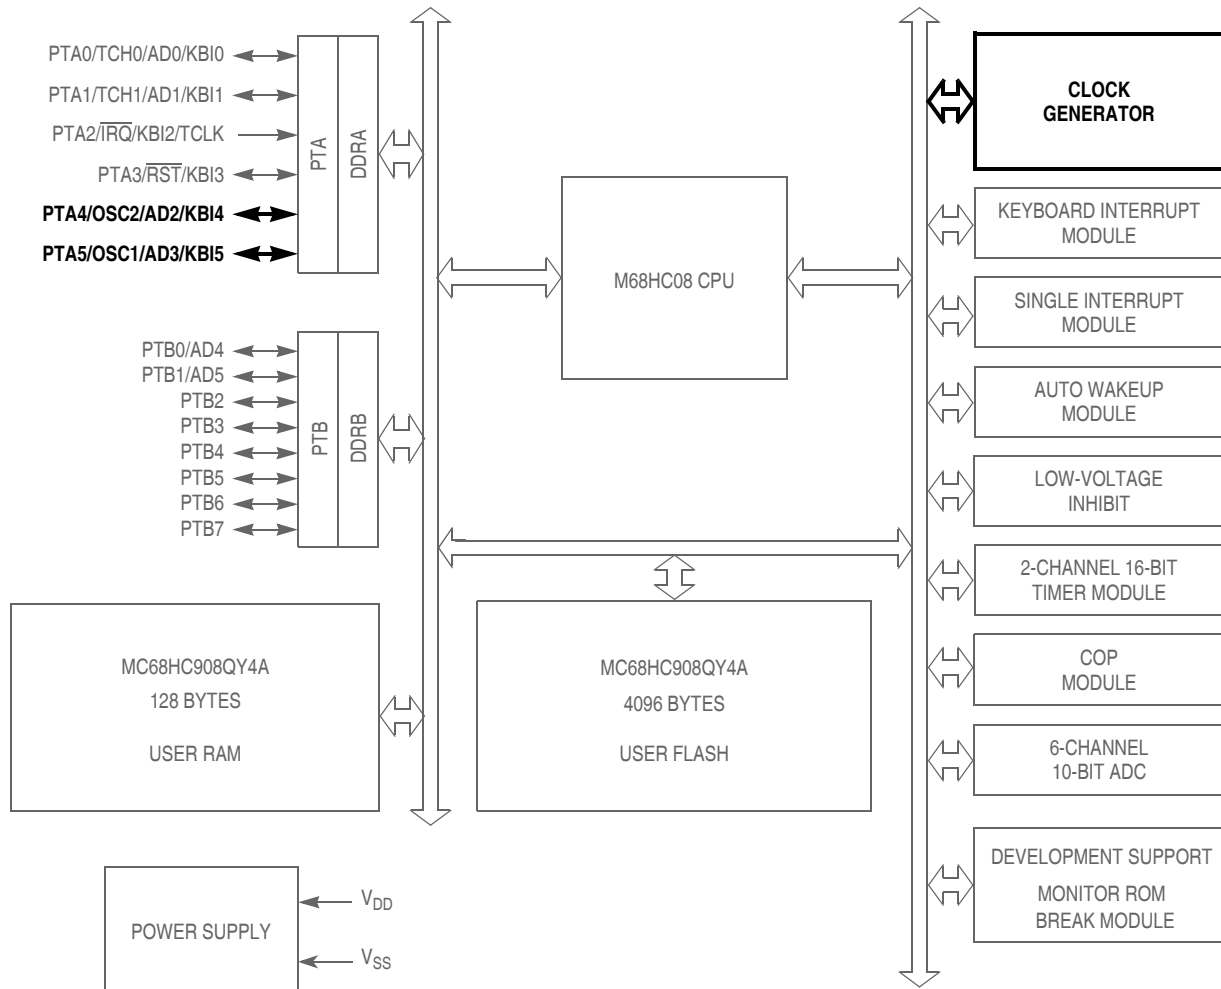 PTA0/TCH0/AD0/KBI0
PTA1/TCH1/AD1/KBI1
PTA2/IRQ/KBI2/TCLK
PTA3/RST/KBI3
PTA4/OSC2/AD2/KBI4
PTA5/OSC1/AD3/KBI5
PTA
DDRA
PTB0/AD4
PTB1/AD5
PTB2
PTB3
PTB4
PTB5
PTB6
PTB7
PTB
DDRB
M68HC08 CPU
MC68HC908QY4A
128 BYTES
USER RAM
MC68HC908QY4A
4096 BYTES
USER FLASH
POWER SUPPLY
VDD
VSS
CLOCK
GENERATOR
KEYBOARD INTERRUPT
MODULE
SINGLE INTERRUPT
MODULE
AUTO WAKEUP
MODULE
LOW-VOLTAGE
INHIBIT
2-CHANNEL 16-BIT
TIMER MODULE
COP
MODULE
6-CHANNEL
10-BIT ADC
DEVELOPMENT SUPPORT
MONITOR ROM
BREAK MODULE